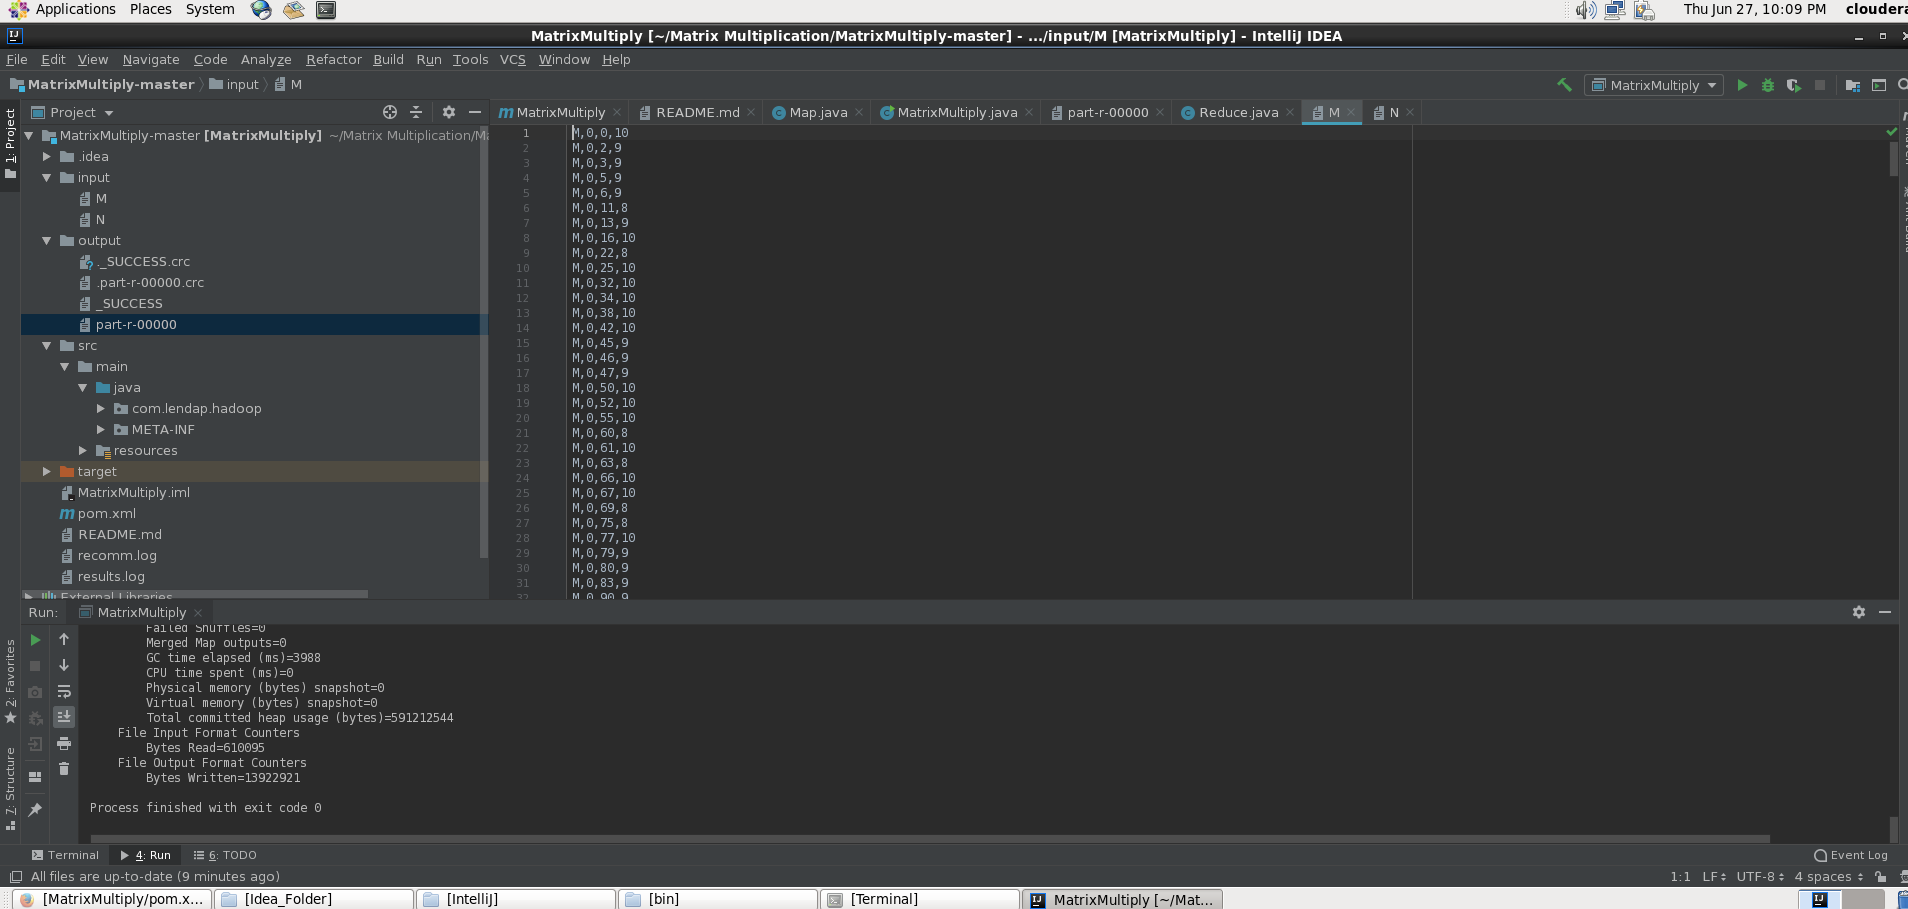 Applications Places System Thu Jun 27, 10:09 PM cloudera
MatrixMultiply [~/Matrix Multiplication/MatrixMultiply-master] - .../input/M [MatrixMultiply] - IntelliJ IDEA
File Edit View Navigate Code Analyze Refactor Build Run Tools VCS Window Help
MatrixMultiply-master input M MatrixMultiply
1: Project
Project
MatrixMultiply-master [MatrixMultiply] ~/Matrix Multiplication/Ma
.idea
input
M
N
output
._SUCCESS.crc
.part-r-00000.crc
_SUCCESS
part-r-00000
src
main
java
com.lendap.hadoop
META-INF
resources
target
MatrixMultiply.iml
pom.xml
README.md
recomm.log
results.log
External Libraries
MatrixMultiply README.md Map.java MatrixMultiply.java part-r-00000 Reduce.java M N
1 M,0,0,10
2 M,0,2,9
3 M,0,3,9
4 M,0,5,9
5 M,0,6,9
6 M,0,11,8
7 M,0,13,9
8 M,0,16,10
9 M,0,22,8
10 M,0,25,10
11 M,0,32,10
12 M,0,34,10
13 M,0,38,10
14 M,0,42,10
15 M,0,45,9
16 M,0,46,9
17 M,0,47,9
18 M,0,50,10
19 M,0,52,10
20 M,0,55,10
21 M,0,60,8
22 M,0,61,10
23 M,0,63,8
24 M,0,66,10
25 M,0,67,10
26 M,0,69,8
27 M,0,75,8
28 M,0,77,10
29 M,0,79,9
30 M,0,80,9
31 M,0,83,9
32 M,0,90,9
Run: MatrixMultiply
Failed Shuffles=0
Merged Map outputs=0
GC time elapsed (ms)=3988
CPU time spent (ms)=0
Physical memory (bytes) snapshot=0
Virtual memory (bytes) snapshot=0
Total committed heap usage (bytes)=591212544
File Input Format Counters
Bytes Read=610095
File Output Format Counters
Bytes Written=13922921
Process finished with exit code 0
2: Favorites
7: Structure
Terminal 4: Run 6: TODO Event Log
All files are up-to-date (9 minutes ago) 1:1 LF UTF-8 4 spaces
[MatrixMultiply/pom.x... [Idea_Folder] [IntelliJ] [bin] [Terminal] MatrixMultiply [~/Mat...